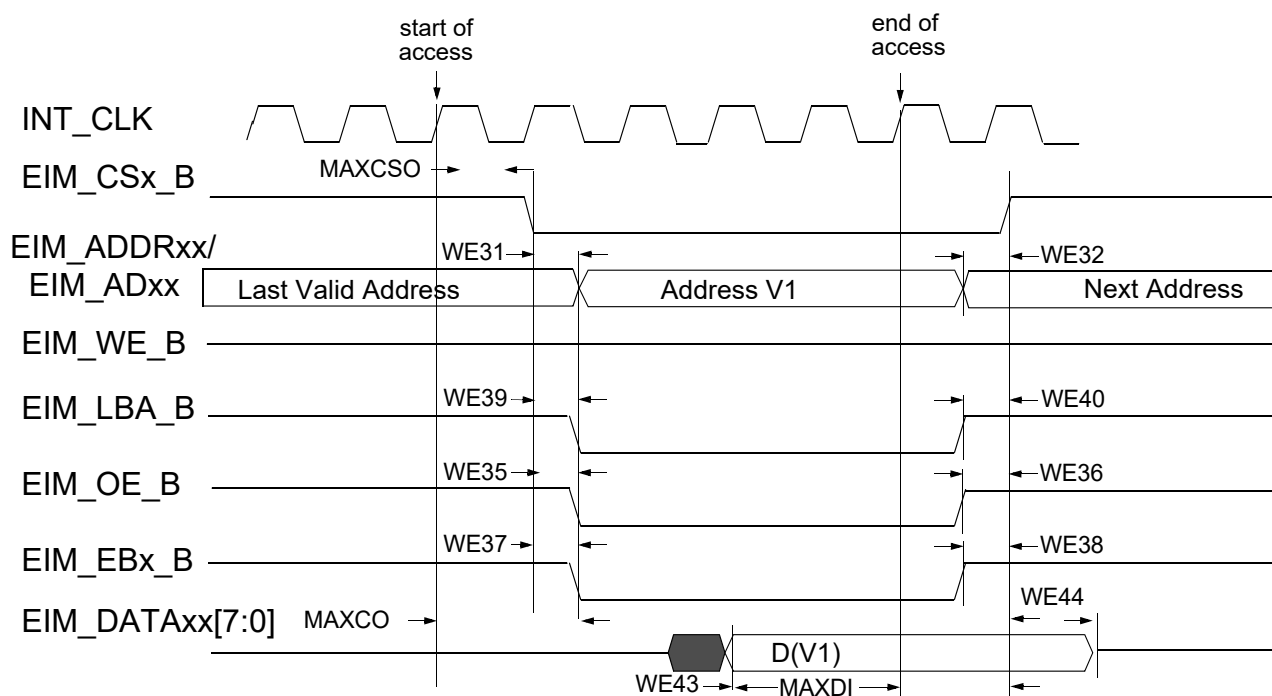 start of
access
end of
access
INT_CLK
MAXCSO
EIM_CSx_B
EIM_ADDRxx/
EIM_ADxx
WE31
WE32
Last Valid Address
Address V1
Next Address
EIM_WE_B
WE39
WE40
EIM_LBA_B
WE35
WE36
EIM_OE_B
WE37
WE38
EIM_EBx_B
WE44
EIM_DATAxx[7:0]
MAXCO
D(V1)
WE43
MAXDI